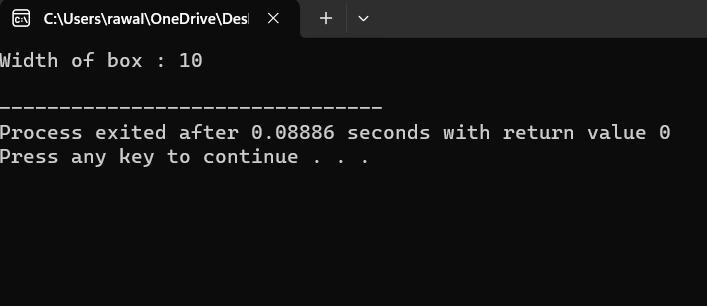 C:\Users\rawal\OneDrive\Des
Width of box : 10
--------------------------------
Process exited after 0.08886 seconds with return value 0
Press any key to continue . . .